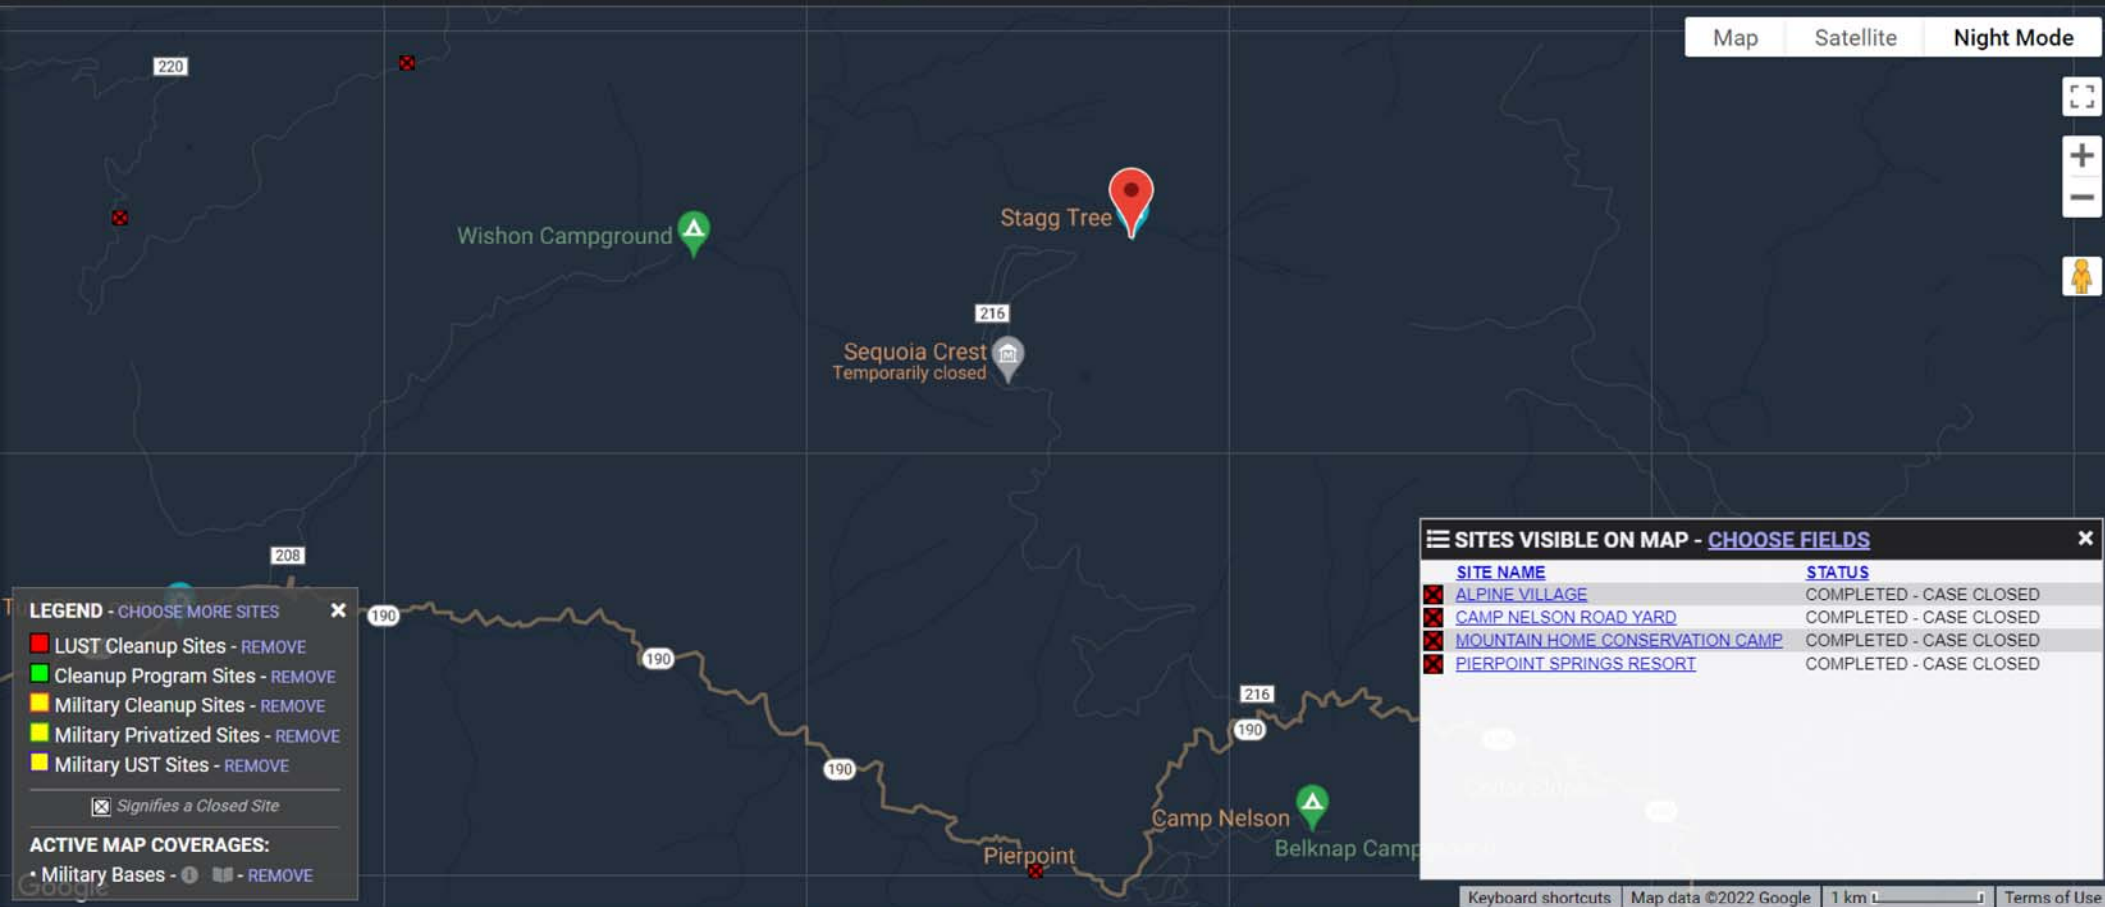 Map
Satellite
Night Mode
220
Stagg Tree
Wishon Campground
216
Sequoia Crest
Temporarily closed
208
190
190
190
216
190
Camp Nelson
Pierpoint
Belknap Camp
LEGEND - CHOOSE MORE SITES
LUST Cleanup Sites - REMOVE
Cleanup Program Sites - REMOVE
Military Cleanup Sites - REMOVE
Military Privatized Sites - REMOVE
Military UST Sites - REMOVE
Signifies a Closed Site
ACTIVE MAP COVERAGES:
• Military Bases - - REMOVE
Google
SITES VISIBLE ON MAP - CHOOSE FIELDS
SITE NAME STATUS
ALPINE VILLAGE COMPLETED - CASE CLOSED
CAMP NELSON ROAD YARD COMPLETED - CASE CLOSED
MOUNTAIN HOME CONSERVATION CAMP COMPLETED - CASE CLOSED
PIERPOINT SPRINGS RESORT COMPLETED - CASE CLOSED
Keyboard shortcuts
Map data ©2022 Google
1 km
Terms of Use